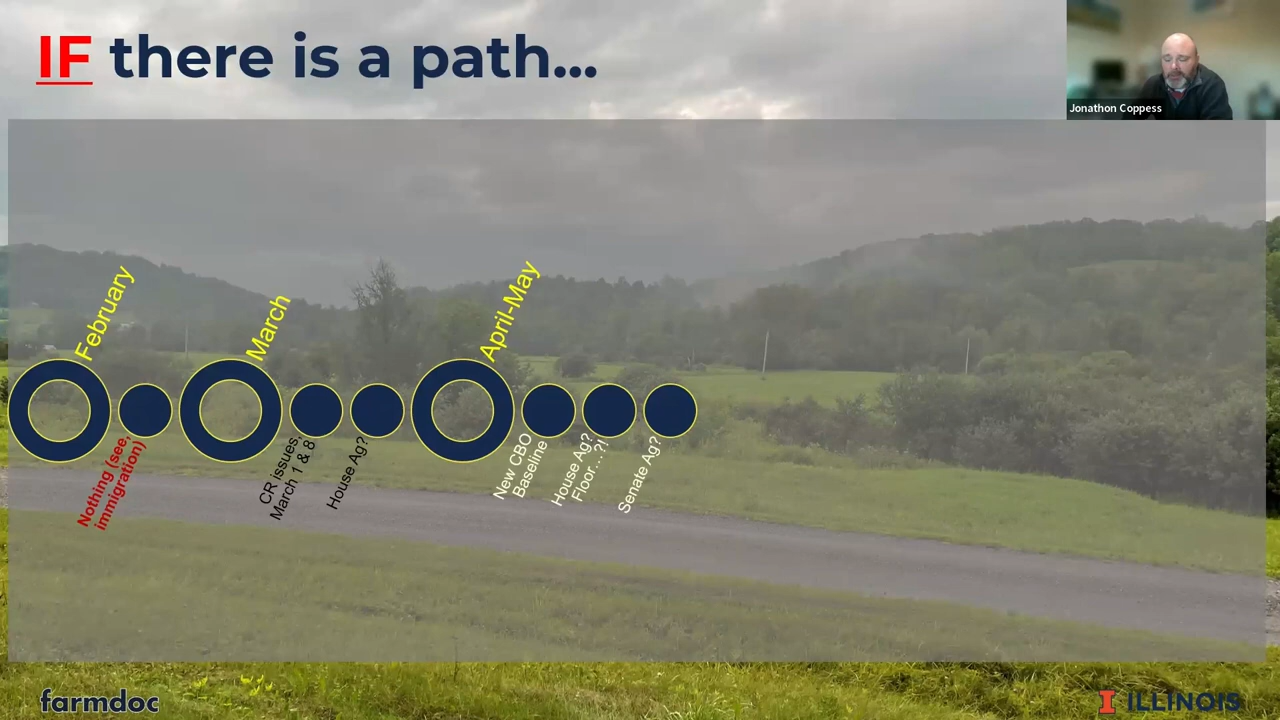 IF there is a path...
Jonathon Coppess
February
Nothing (see,
immigration)
March
CR issues,
March 1 & 8
House Ag?
April-May
New CBO
Baseline
House Ag?
Floor...?!
Senate Ag?
farmdoc
I ILLINOIS